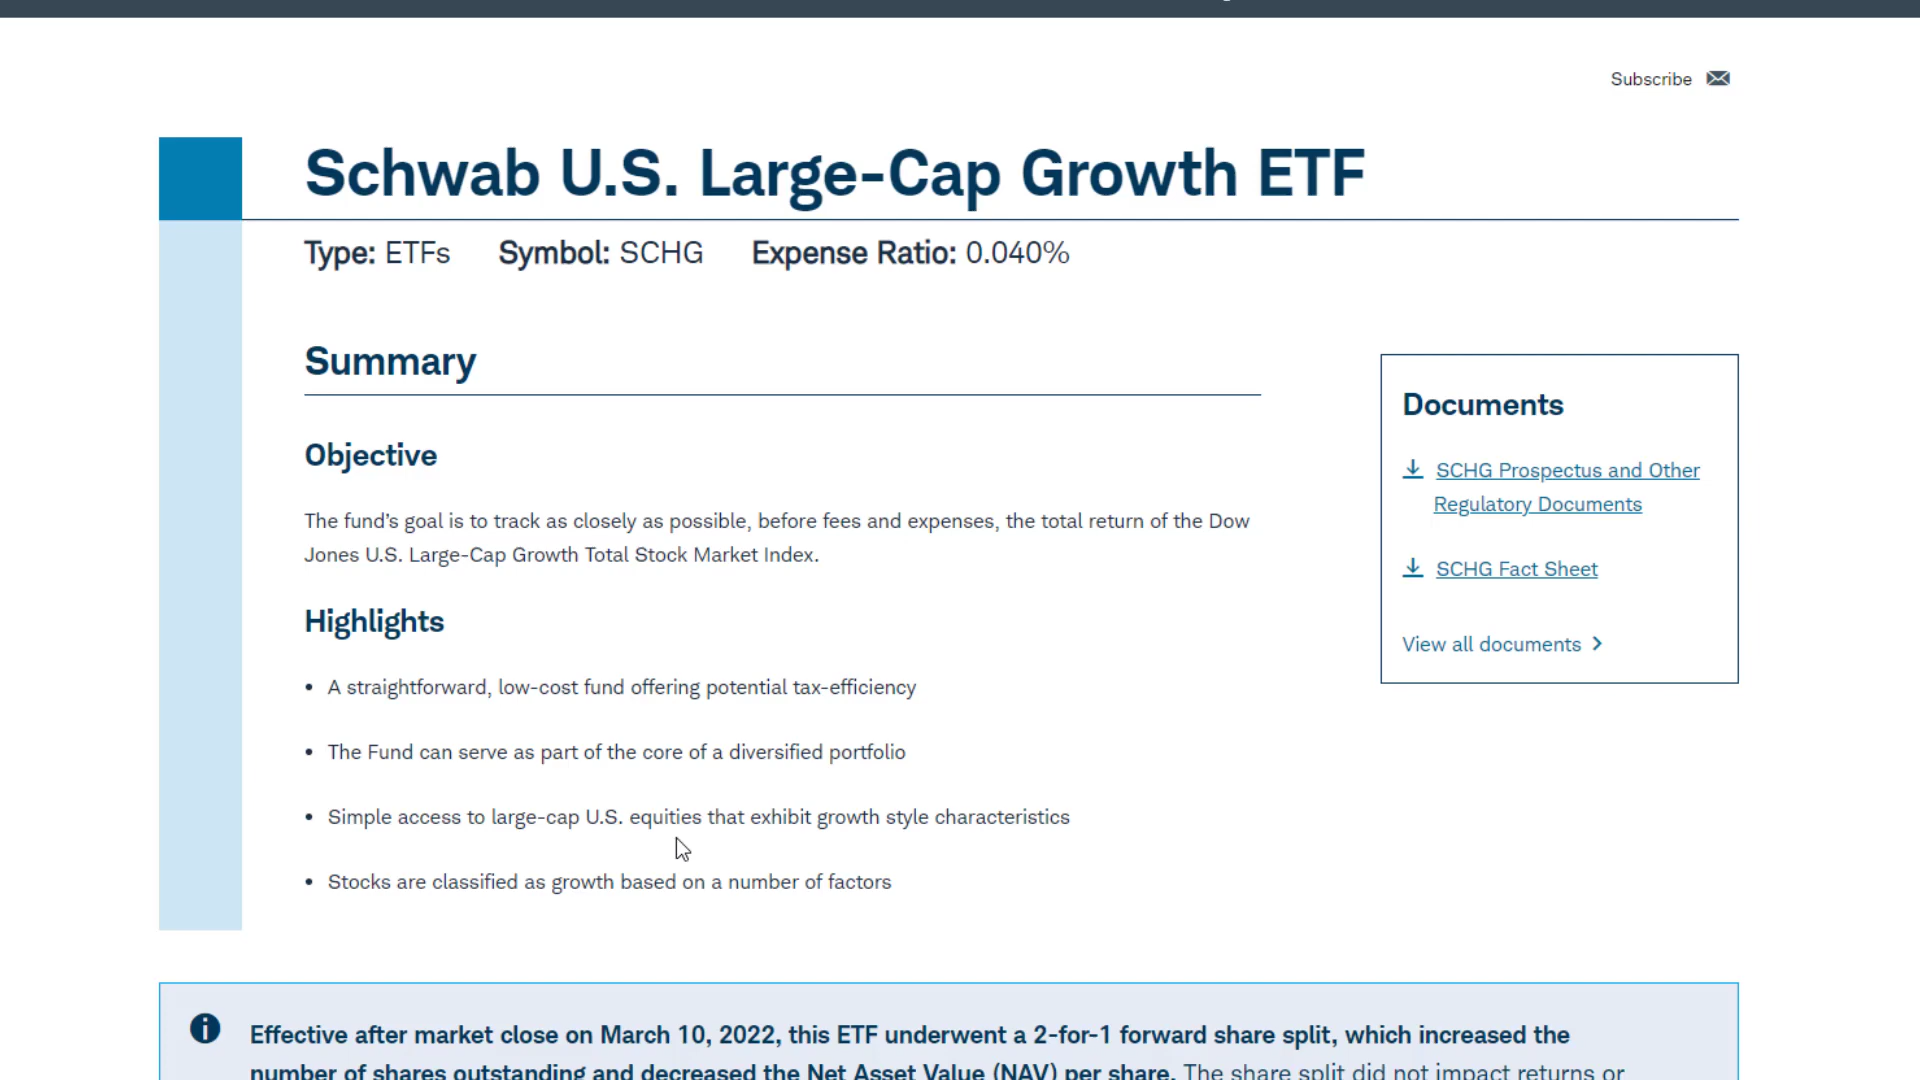 Subscribe
Schwab U.S. Large-Cap Growth ETF
Type: ETFs Symbol: SCHG Expense Ratio: 0.040%
Summary
Objective
The fund's goal is to track as closely as possible, before fees and expenses, the total return of the Dow
Jones U.S. Large-Cap Growth Total Stock Market Index.
Highlights
• A straightforward, low-cost fund offering potential tax-efficiency
• The Fund can serve as part of the core of a diversified portfolio
• Simple access to large-cap U.S. equities that exhibit growth style characteristics
• Stocks are classified as growth based on a number of factors
Documents
SCHG Prospectus and Other
Regulatory Documents
SCHG Fact Sheet
View all documents
Effective after market close on March 10, 2022, this ETF underwent a 2-for-1 forward share split, which increased the
number of shares outstanding and decreased the Net Asset Value (NAV) per share. The share split did not impact returns or